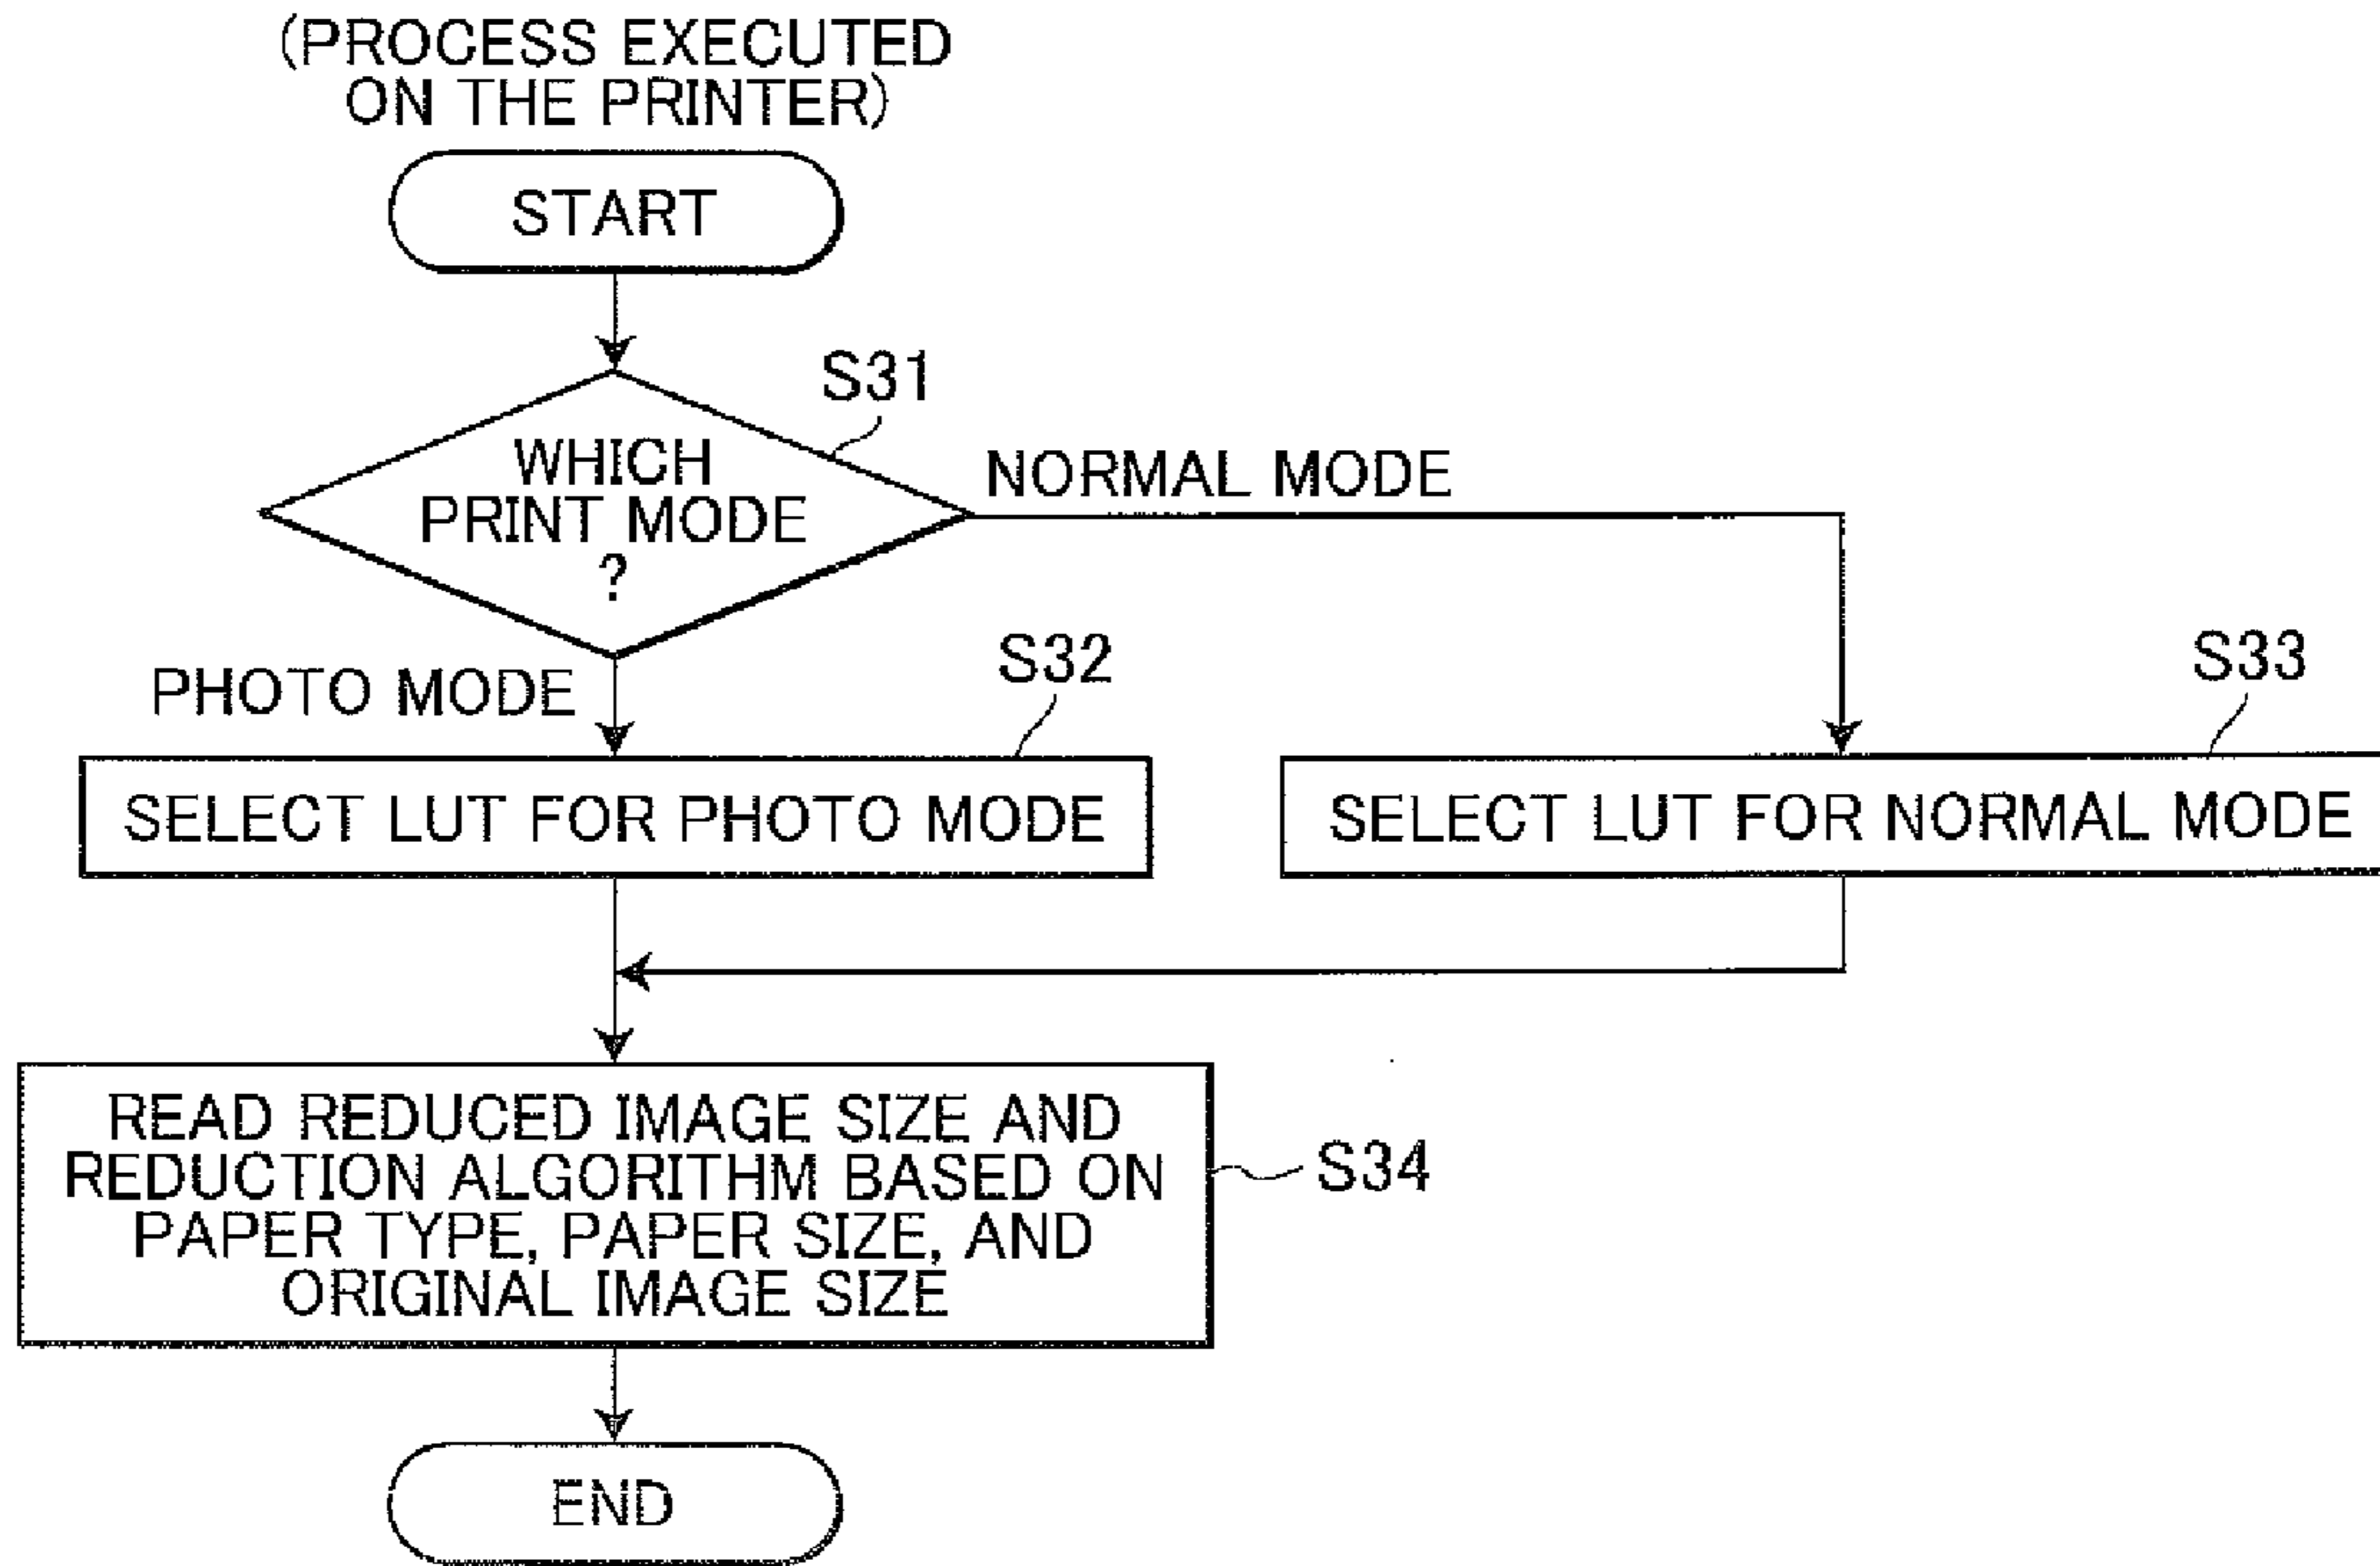 (PROCESS EXECUTED
ON THE PRINTER)
START
S31
WHICH
PRINT MODE
?
NORMAL MODE
PHOTO MODE
S32
S33
SELECT LUT FOR PHOTO MODE
SELECT LUT FOR NORMAL MODE
READ REDUCED IMAGE SIZE AND
REDUCTION ALGORITHM BASED ON
PAPER TYPE, PAPER SIZE, AND
ORIGINAL IMAGE SIZE
S34
END